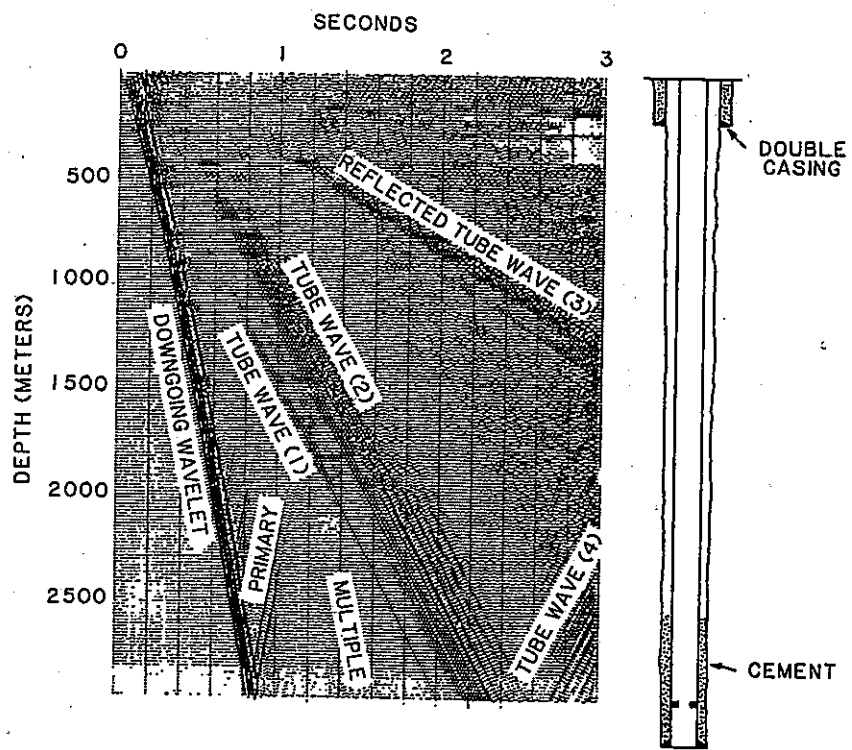 SECONDS
0 1 2 3
DEPTH (METERS)
500
1000
1500
2000
2500
DOWNGOING WAVELET
PRIMARY
TUBE WAVE (1)
TUBE WAVE (2)
REFLECTED TUBE WAVE (3)
MULTIPLE
TUBE WAVE (4)
DOUBLE
CASING
CEMENT